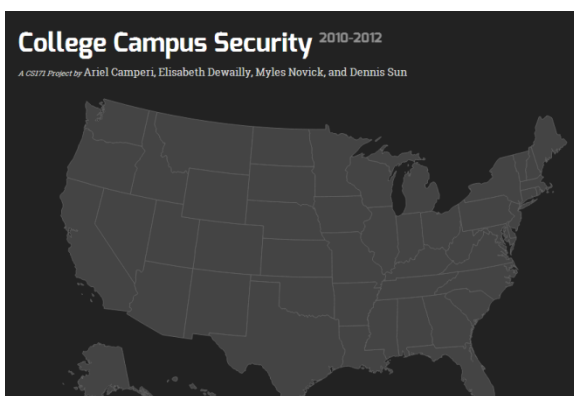 College Campus Security 2010-2012
A CS171 Project by Ariel Camperi, Elisabeth Dewailly, Myles Novick, and Dennis Sun